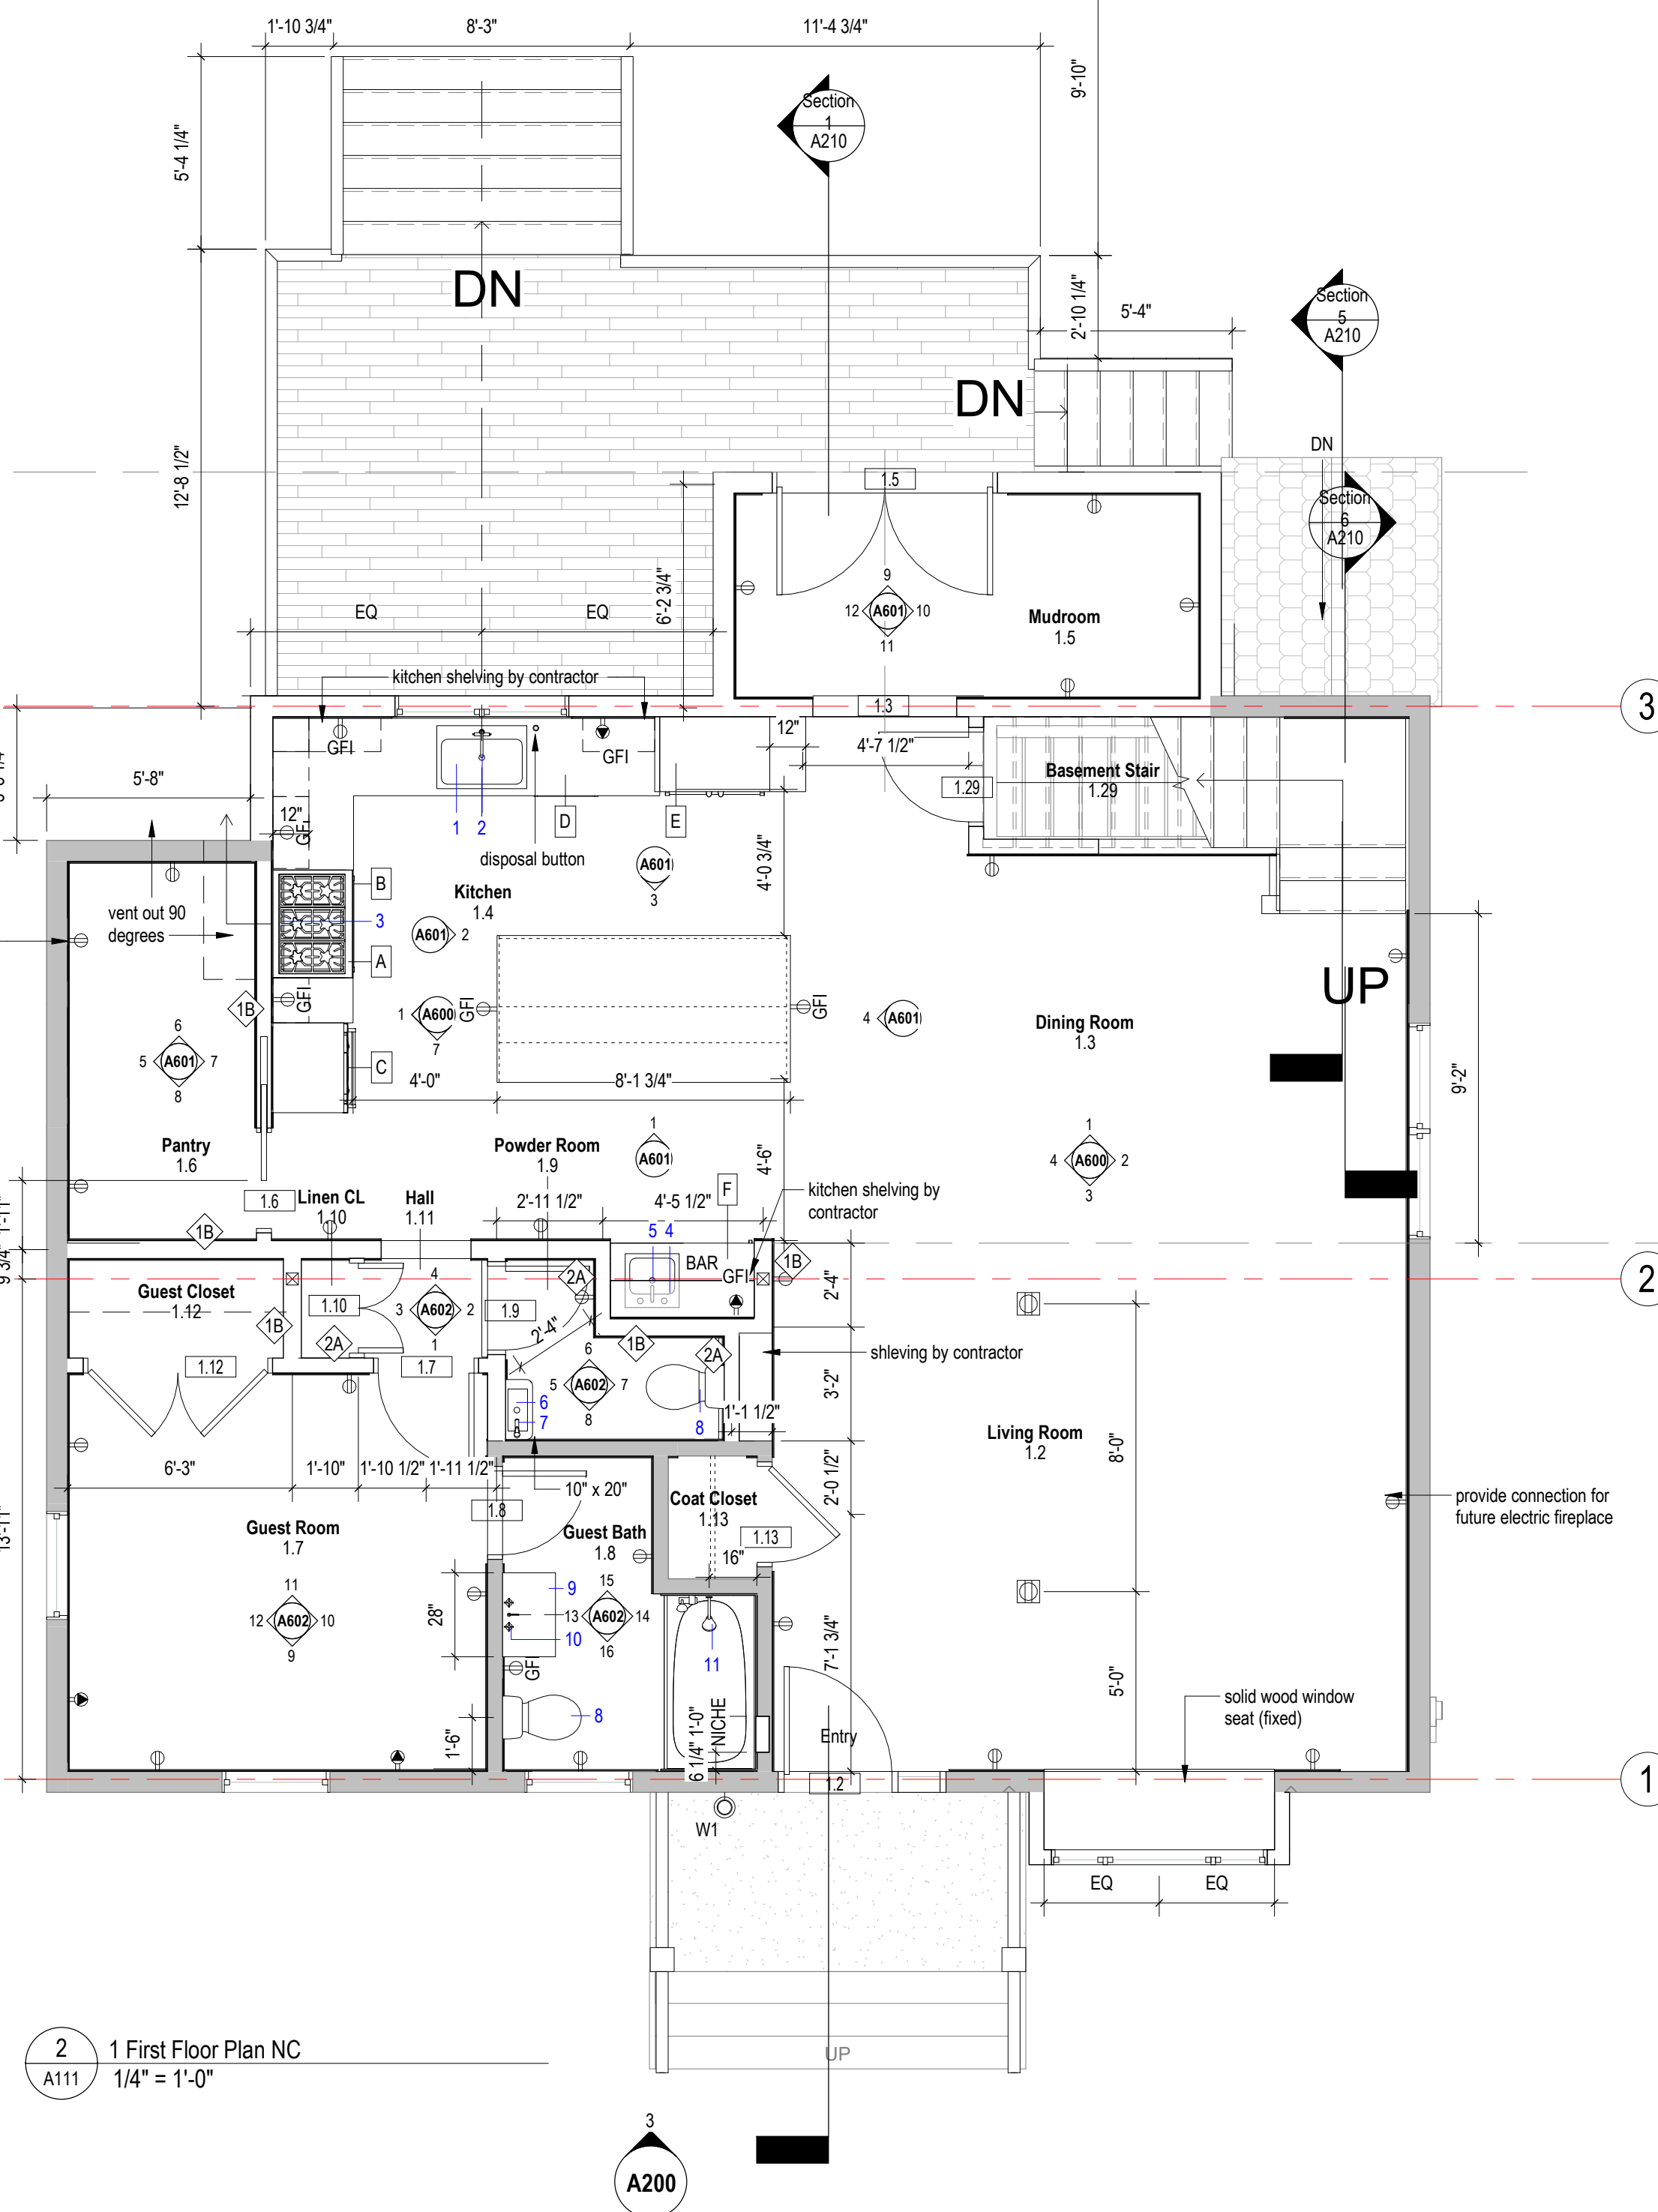 1'-10 3/4"
8'-3"
11'-4 3/4"
9'-10"
5'-4 1/4"
Section
1
A210
DN
2'-10 1/4"
5'-4"
Section
5
A210
DN
12'-8 1/2"
DN
1.5
Section
6
A210
6'-2 3/4"
EQ
EQ
9
12 A601 10
11
Mudroom
1.5
kitchen shelving by contractor
1.3
3
GFI
GFI
12"
4'-7 1/2"
5'-8"
12"
GFI
1
2
D
E
1.29
Basement Stair
1.29
disposal button
A601
3
4'-0 3/4"
B
Kitchen
1.4
vent out 90
degrees
3
A601 2
A
UP
GFI
1B
1 A600
7
GFI
GFI
4 A601
Dining Room
1.3
6
5 A601 7
8
C
4'-0"
8'-1 3/4"
9'-2"
Pantry
1.6
Powder Room
1.9
1
A601
4'-6"
1
4 A600 2
3
1'-11"
1.6
Linen CL
1.10
Hall
1.11
2'-11 1/2"
4'-5 1/2"
F
kitchen shelving by
contractor
1B
9 3/4"
5 4
BAR
GFI
1B
2A
2
Guest Closet
1.12
1B
1.10
4
3 A602 2
1
1.9
2'-4"
2'-4"
2A
1B
2A
1.12
1.7
6
5 A602 7
8
shleving by contractor
6
7
8
1'-1 1/2"
3'-2"
Living Room
1.2
8'-0"
6'-3"
1'-10"
1'-10 1/2"
1'-11 1/2"
10" x 20"
2'-0 1/2"
13'-11"
1.8
Coat Closet
1.13
1.13
provide connection for
future electric fireplace
Guest Room
1.7
Guest Bath
1.8
16"
11
12 A602 10
9
28"
9
15
13 A602 14
16
10
7'-1 3/4"
GFI
11
5'-0"
8
1'-6"
NICHE
1'-0"
6 1/4"
Entry
solid wood window
seat (fixed)
1.2
1
W1
EQ
EQ
UP
2
A111
1 First Floor Plan NC
1/4" = 1'-0"
3
A200